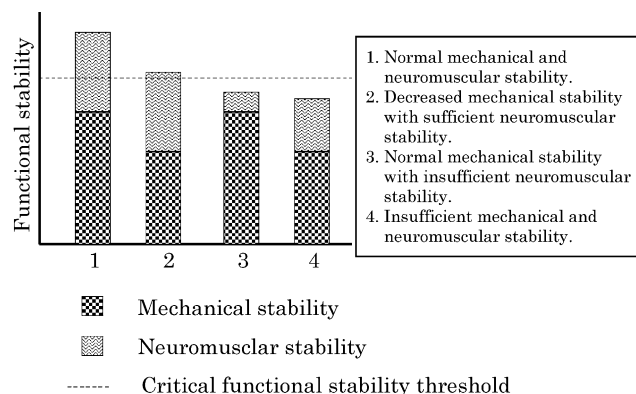 Functional stability
1 2 3 4
1. Normal mechanical and
neuromuscular stability.
2. Decreased mechanical stability
with sufficient neuromuscular
stability.
3. Normal mechanical stability
with insufficient neuromuscular
stability.
4. Insufficient mechanical and
neuromuscular stability.
Mechanical stability
Neuromusclar stability
Critical functional stability threshold